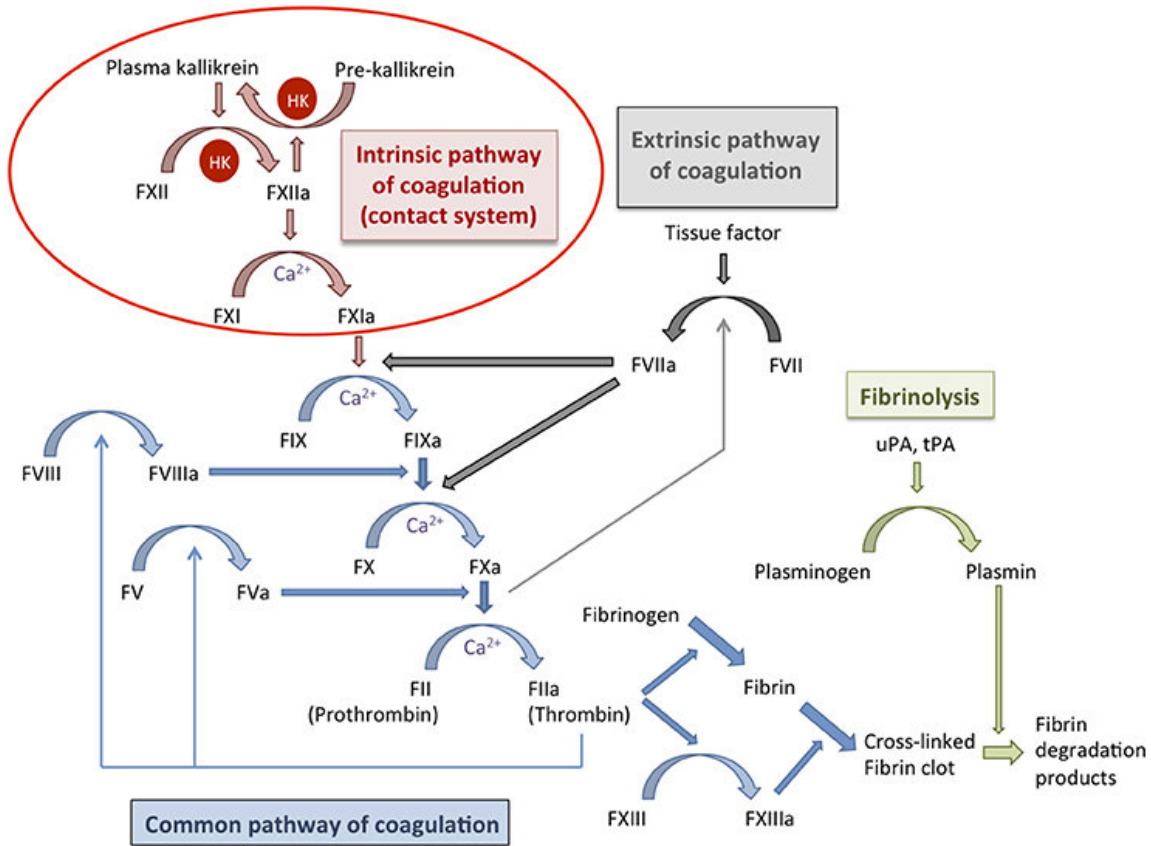 Plasma kallikrein
Pre-kallikrein
HK
HK
FXII
FXIIa
Intrinsic pathway
of coagulation
(contact system)
Ca²⁺
FXI
FXIa
Extrinsic pathway
of coagulation
Tissue factor
FVIIa
FVII
Ca²⁺
FIX
FIXa
FVIII
FVIIIa
Ca²⁺
FX
FXa
FV
FVa
Ca²⁺
FII
(Prothrombin)
FIIa
(Thrombin)
Fibrinolysis
uPA, tPA
Plasminogen
Plasmin
Fibrinogen
Fibrin
Cross-linked
Fibrin clot
Fibrin
degradation
products
FXIII
FXIIIa
Common pathway of coagulation